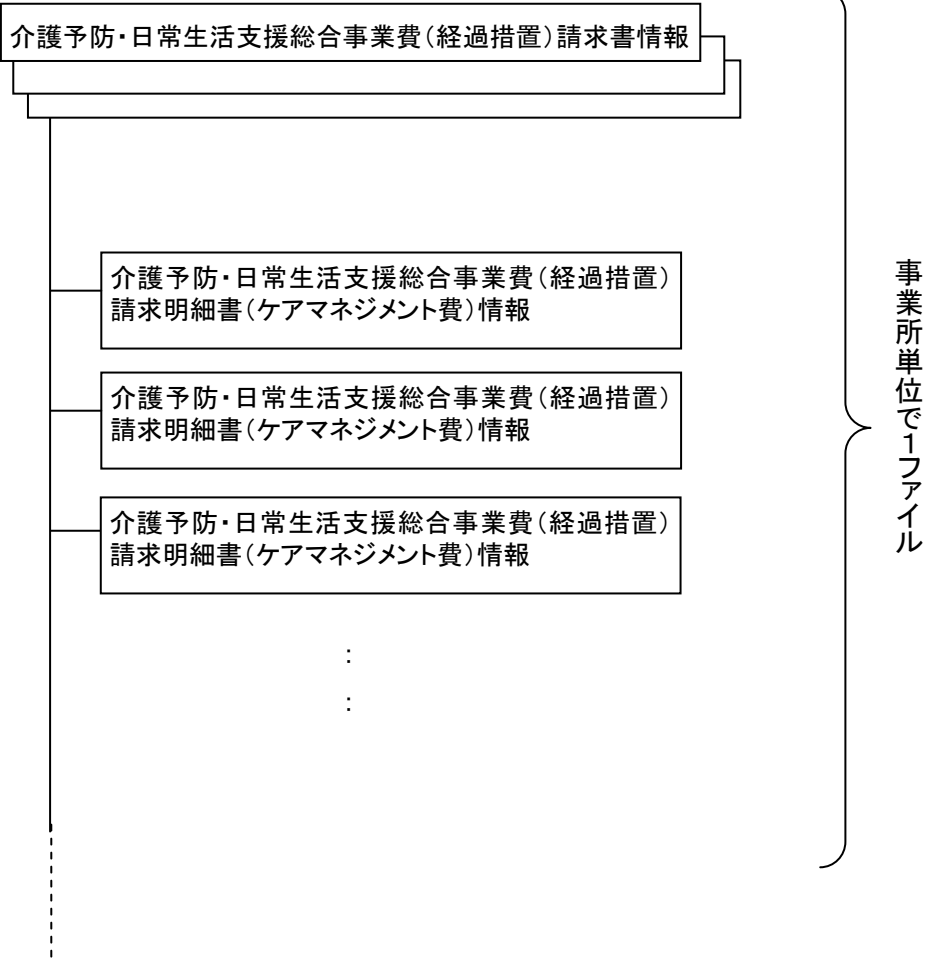 介護予防・日常生活支援総合事業費（経過措置）請求書情報
介護予防・日常生活支援総合事業費（経過措置）
請求明細書（ケアマネジメント費）情報
介護予防・日常生活支援総合事業費（経過措置）
請求明細書（ケアマネジメント費）情報
介護予防・日常生活支援総合事業費（経過措置）
請求明細書（ケアマネジメント費）情報
：
：
事業所単位で１ファイル